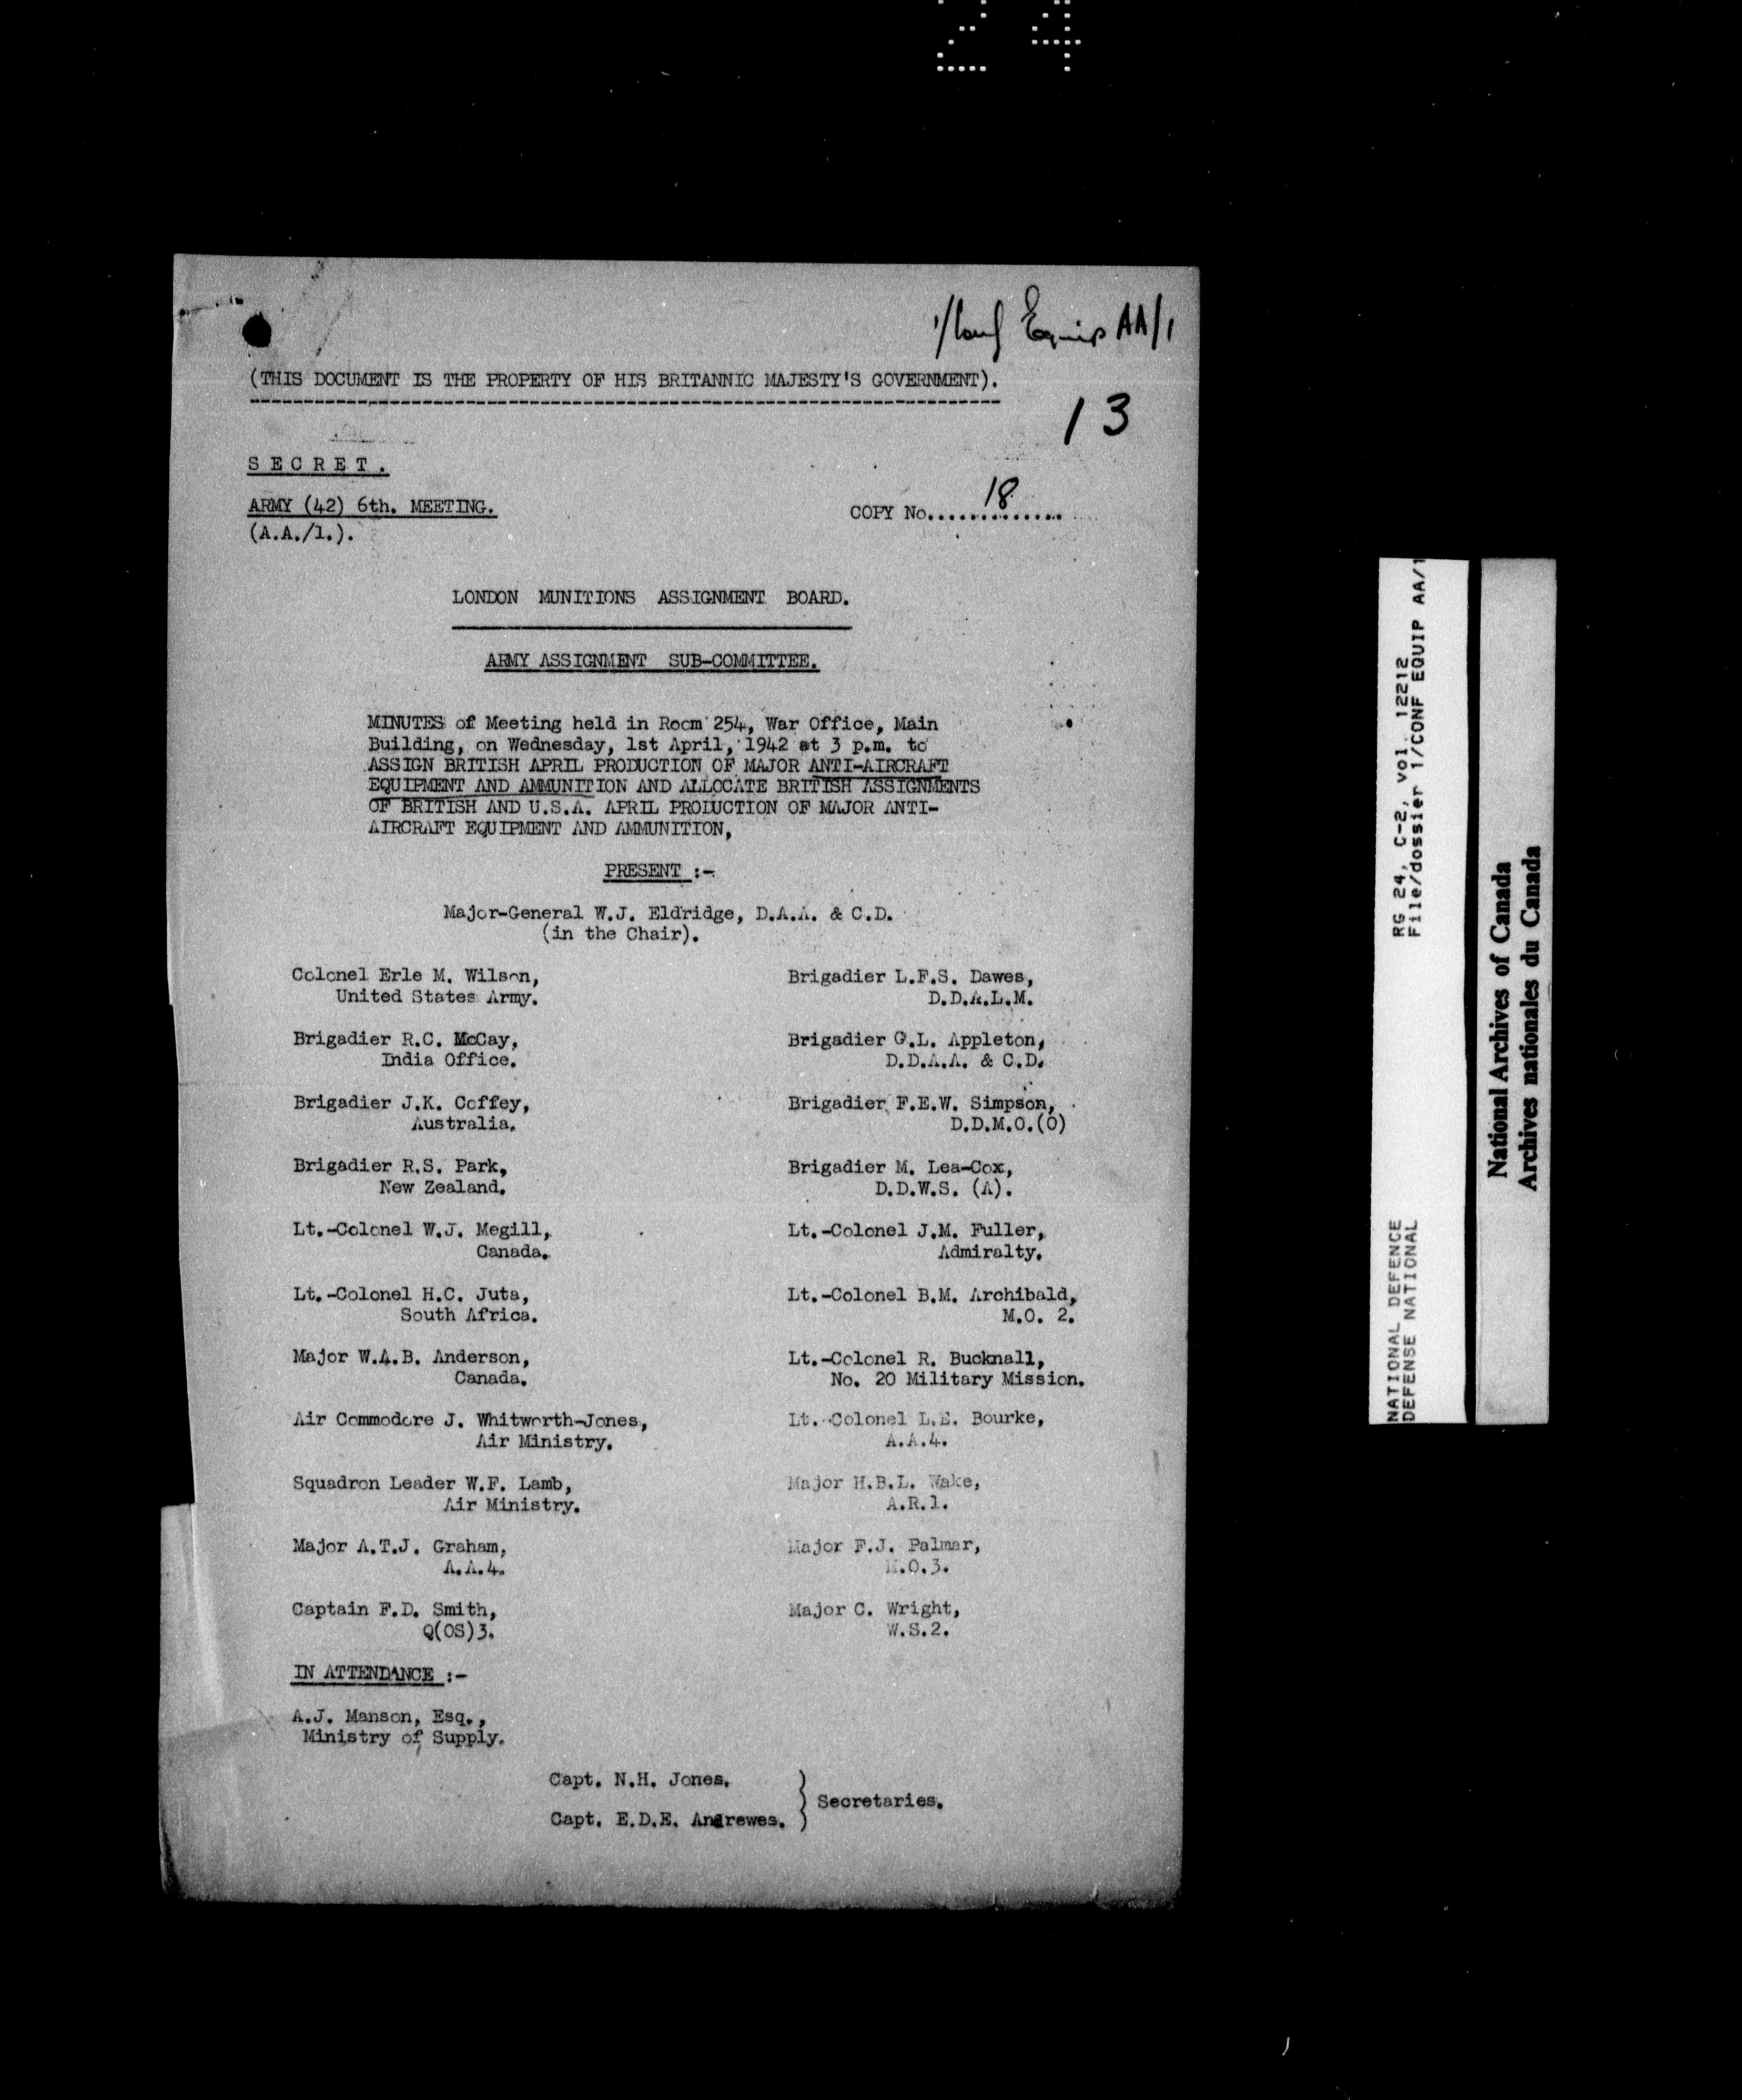 24
1/Conf Equip AA/1
(THIS DOCUMENT IS THE PROPERTY OF HIS BRITANNIC MAJESTY'S GOVERNMENT).
13
SECRET.
ARMY (42) 6th. MEETING.
(A.A./1.).
COPY No. 18
LONDON MUNITIONS ASSIGNMENT BOARD.
ARMY ASSIGNMENT SUB-COMMITTEE.
MINUTES of Meeting held in Room 254, War Office, Main
Building, on Wednesday, 1st April, 1942 at 3 p.m. to
ASSIGN BRITISH APRIL PRODUCTION OF MAJOR ANTI-AIRCRAFT
EQUIPMENT AND AMMUNITION AND ALLOCATE BRITISH ASSIGNMENTS
OF BRITISH AND U.S.A. APRIL PRODUCTION OF MAJOR ANTI-
AIRCRAFT EQUIPMENT AND AMMUNITION,
PRESENT :-
Major-General W.J. Eldridge, D.A.A. & C.D.
(in the Chair).
Colonel Erle M. Wilson,
United States Army.
Brigadier R.C. McCay,
India Office.
Brigadier J.K. Coffey,
Australia.
Brigadier R.S. Park,
New Zealand.
Lt.-Colonel W.J. Megill,
Canada.
Lt.-Colonel H.C. Juta,
South Africa.
Major W.A.B. Anderson,
Canada.
Air Commodore J. Whitworth-Jones,
Air Ministry.
Squadron Leader W.F. Lamb,
Air Ministry.
Major A.T.J. Graham,
A.A.4.
Captain F.D. Smith,
Q(OS)3.
Brigadier L.F.S. Dawes,
D.D.A.L.M.
Brigadier G.L. Appleton,
D.D.A.A. & C.D.
Brigadier F.E.W. Simpson,
D.D.M.O.(O)
Brigadier M. Lea-Cox,
D.D.W.S. (A).
Lt.-Colonel J.M. Fuller,
Admiralty.
Lt.-Colonel B.M. Archibald,
M.O. 2.
Lt.-Colonel R. Bucknall,
No. 20 Military Mission.
Lt.-Colonel L.E. Bourke,
A.A.4.
Major H.B.L. Wake,
A.R.1.
Major F.J. Palmar,
M.O.3.
Major C. Wright,
W.S.2.
IN ATTENDANCE :-
A.J. Manson, Esq.,
Ministry of Supply.
Capt. N.H. Jones.
Capt. E.D.E. Andrewes.
Secretaries.
NATIONAL DEFENCE RG 24, C-2, vol. 12212
DEFENSE NATIONAL File/dossier 1/CONF EQUIP AA/1
National Archives of Canada
Archives nationales du Canada